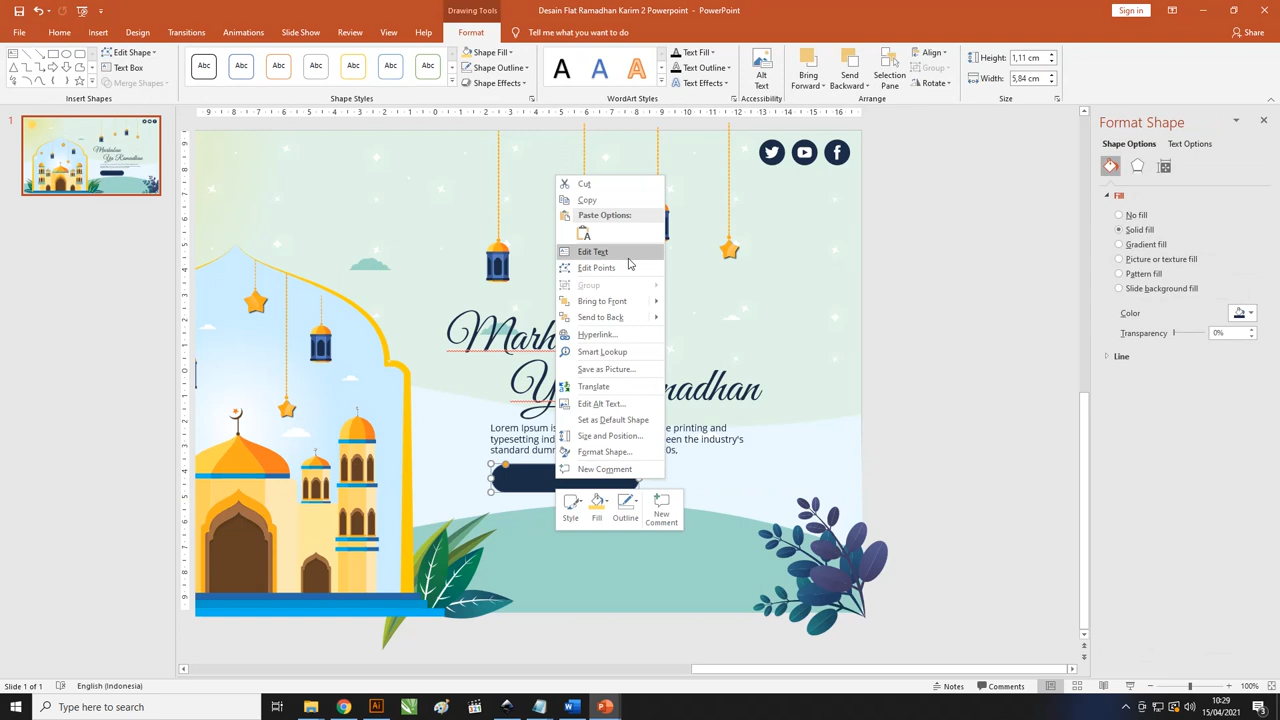 Desain Flat Ramadhan Karim 2 Powerpoint - PowerPoint
Drawing Tools
Sign in
File Home Insert Design Transitions Animations Slide Show Review View Help Format Tell me what you want to do
Share
Edit Shape
Text Box
Merge Shapes
Insert Shapes
Abc Abc Abc Abc Abc Abc Abc
Shape Styles
Shape Fill
Shape Outline
Shape Effects
A A A
WordArt Styles
Text Fill
Text Outline
Text Effects
Alt Text
Accessibility
Bring Forward
Send Backward
Selection Pane
Align
Group
Rotate
Arrange
Height: 1,11 cm
Width: 5,84 cm
Size
1
Cut
Copy
Paste Options:
Edit Text
Edit Points
Group
Bring to Front
Send to Back
Hyperlink...
Smart Lookup
Save as Picture...
Translate
Edit Alt Text...
Set as Default Shape
Size and Position...
Format Shape...
New Comment
Style Fill Outline New Comment
Marh
Y madhan
Lorem Ipsum is e printing and
typesetting ind een the industry's
standard dumm 0s,
Format Shape
Shape Options Text Options
Fill
No fill
Solid fill
Gradient fill
Picture or texture fill
Pattern fill
Slide background fill
Color
Transparency 0%
Line
Slide 1 of 1 English (Indonesia) Notes Comments 100%
Type here to search
10:29
15/04/2021